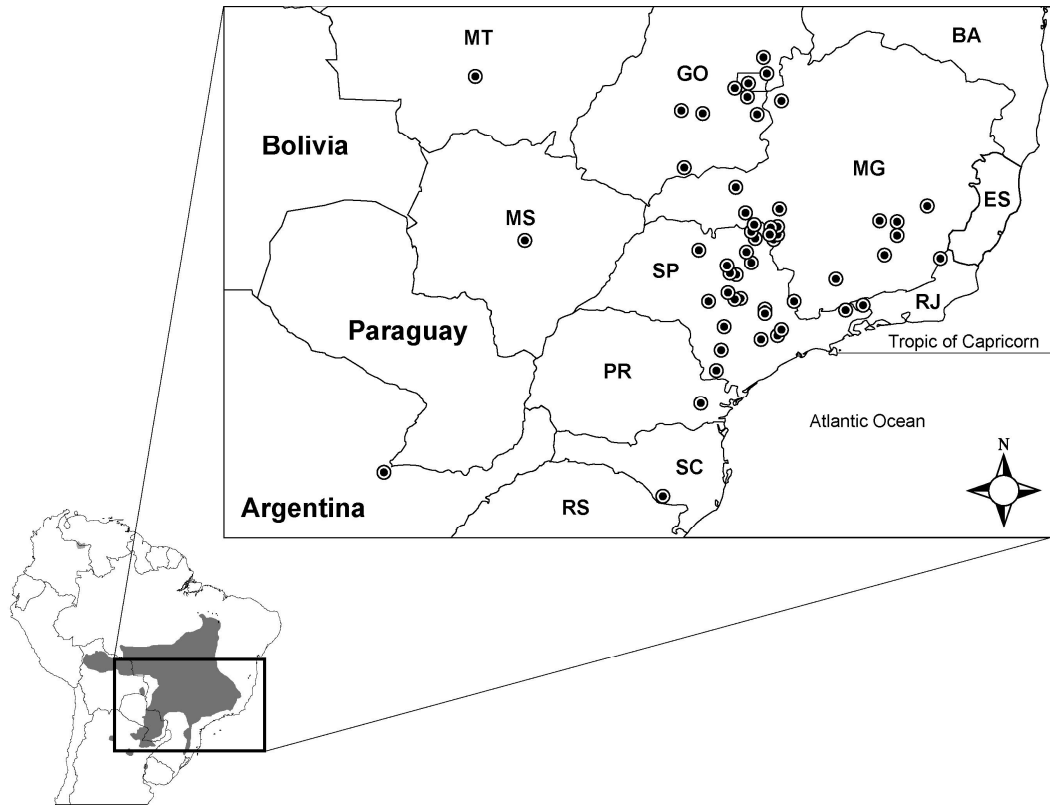 MT
BA
GO
Bolivia
MG
ES
MS
SP
RJ
Paraguay
Tropic of Capricorn
PR
Atlantic Ocean
N
SC
Argentina
RS